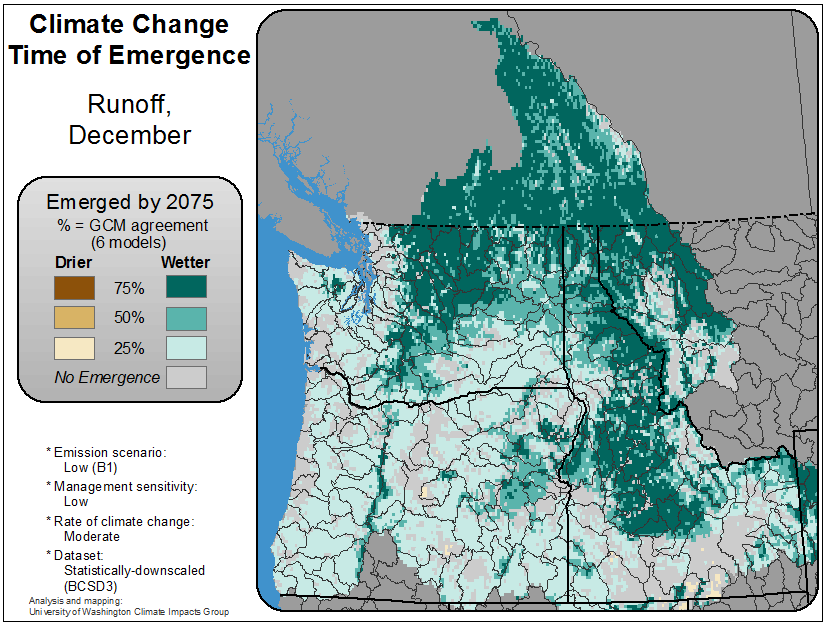 Climate Change
Time of Emergence
Runoff,
December
Emerged by 2075
% = GCM agreement
(6 models)
Drier Wetter
75%
50%
25%
No Emergence
* Emission scenario:
Low (B1)
* Management sensitivity:
Low
* Rate of climate change:
Moderate
* Dataset:
Statistically-downscaled
(BCSD3)
Analysis and mapping:
University of Washington Climate Impacts Group